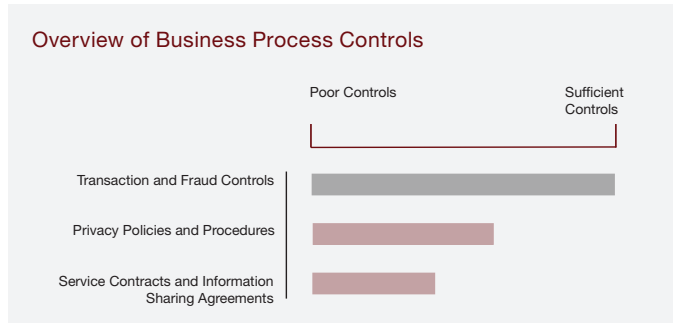 Overview of Business Process Controls
Poor Controls
Sufficient
Controls
Transaction and Fraud Controls
Privacy Policies and Procedures
Service Contracts and Information
Sharing Agreements